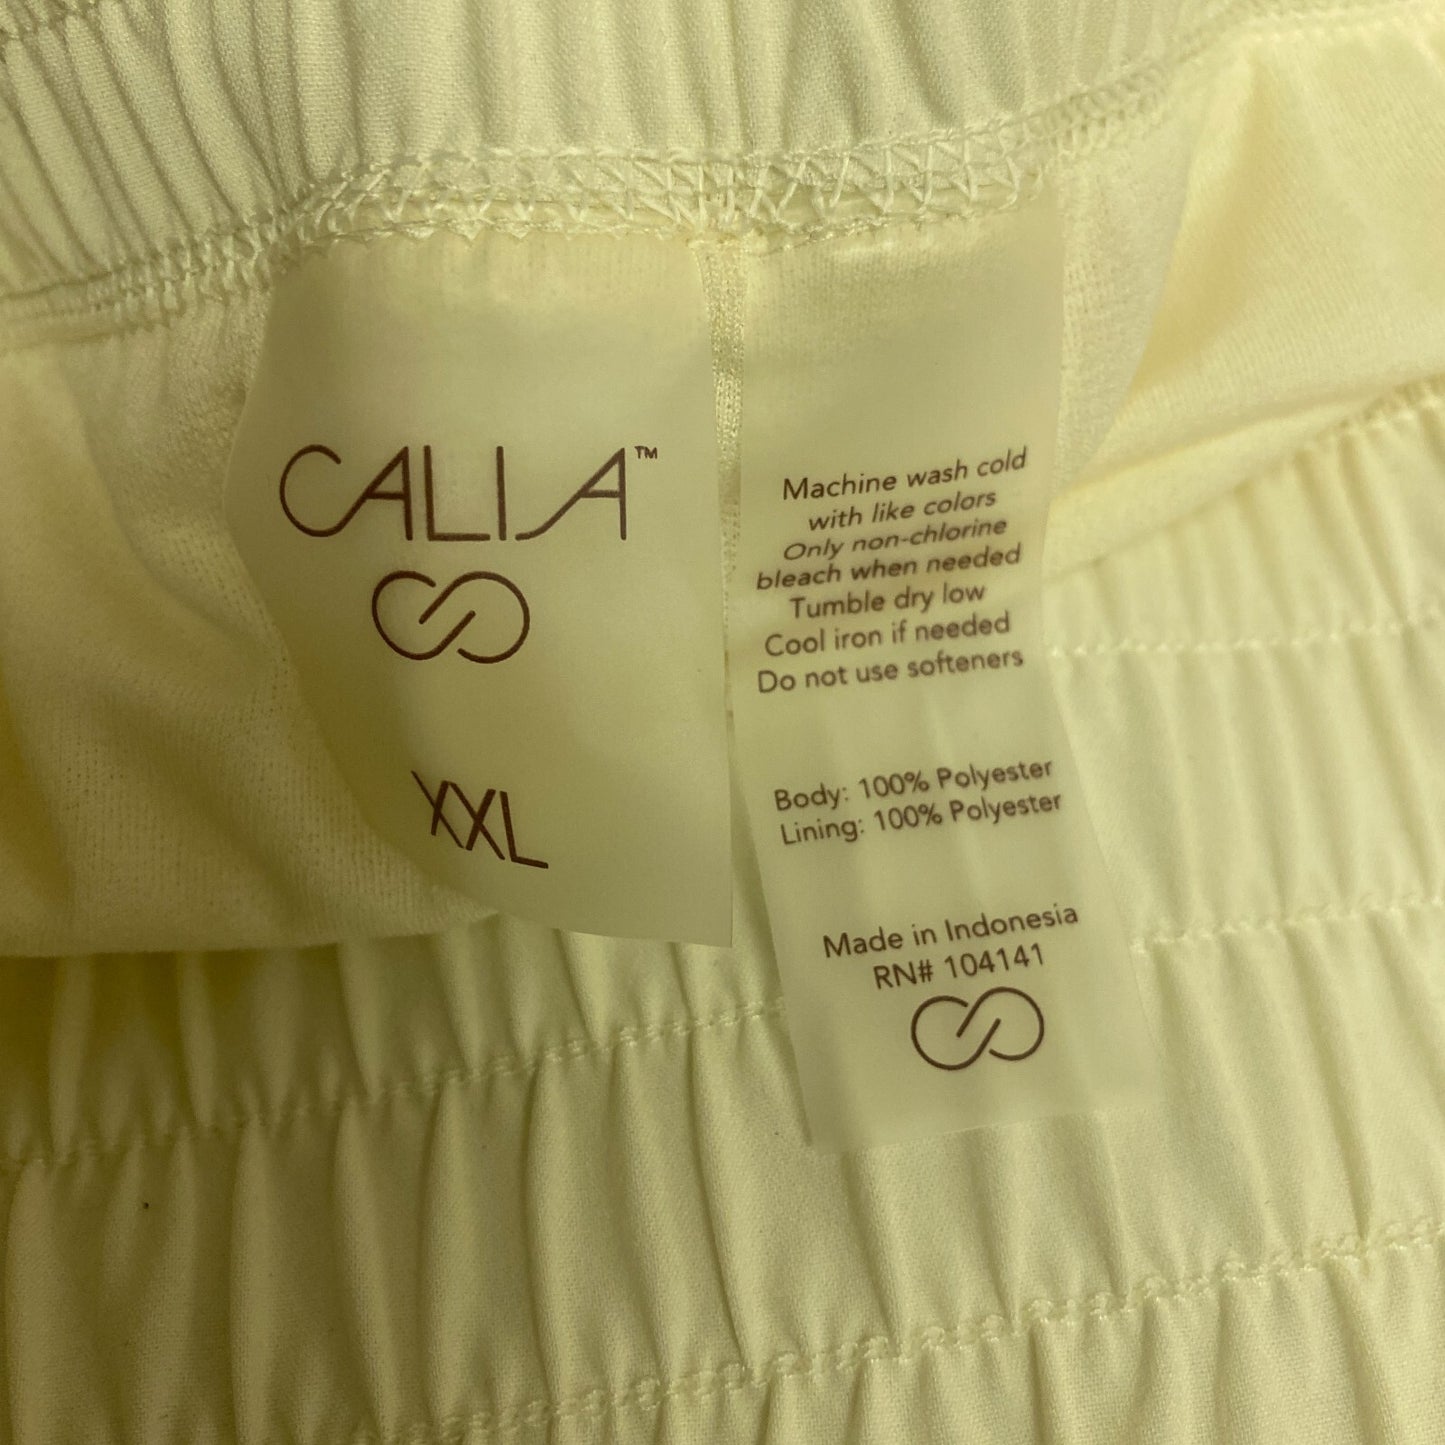 CALIA™
XXL
Machine wash cold
with like colors
Only non-chlorine
bleach when needed
Tumble dry low
Cool iron if needed
Do not use softeners
Body: 100% Polyester
Lining: 100% Polyester
Made in Indonesia
RN# 104141